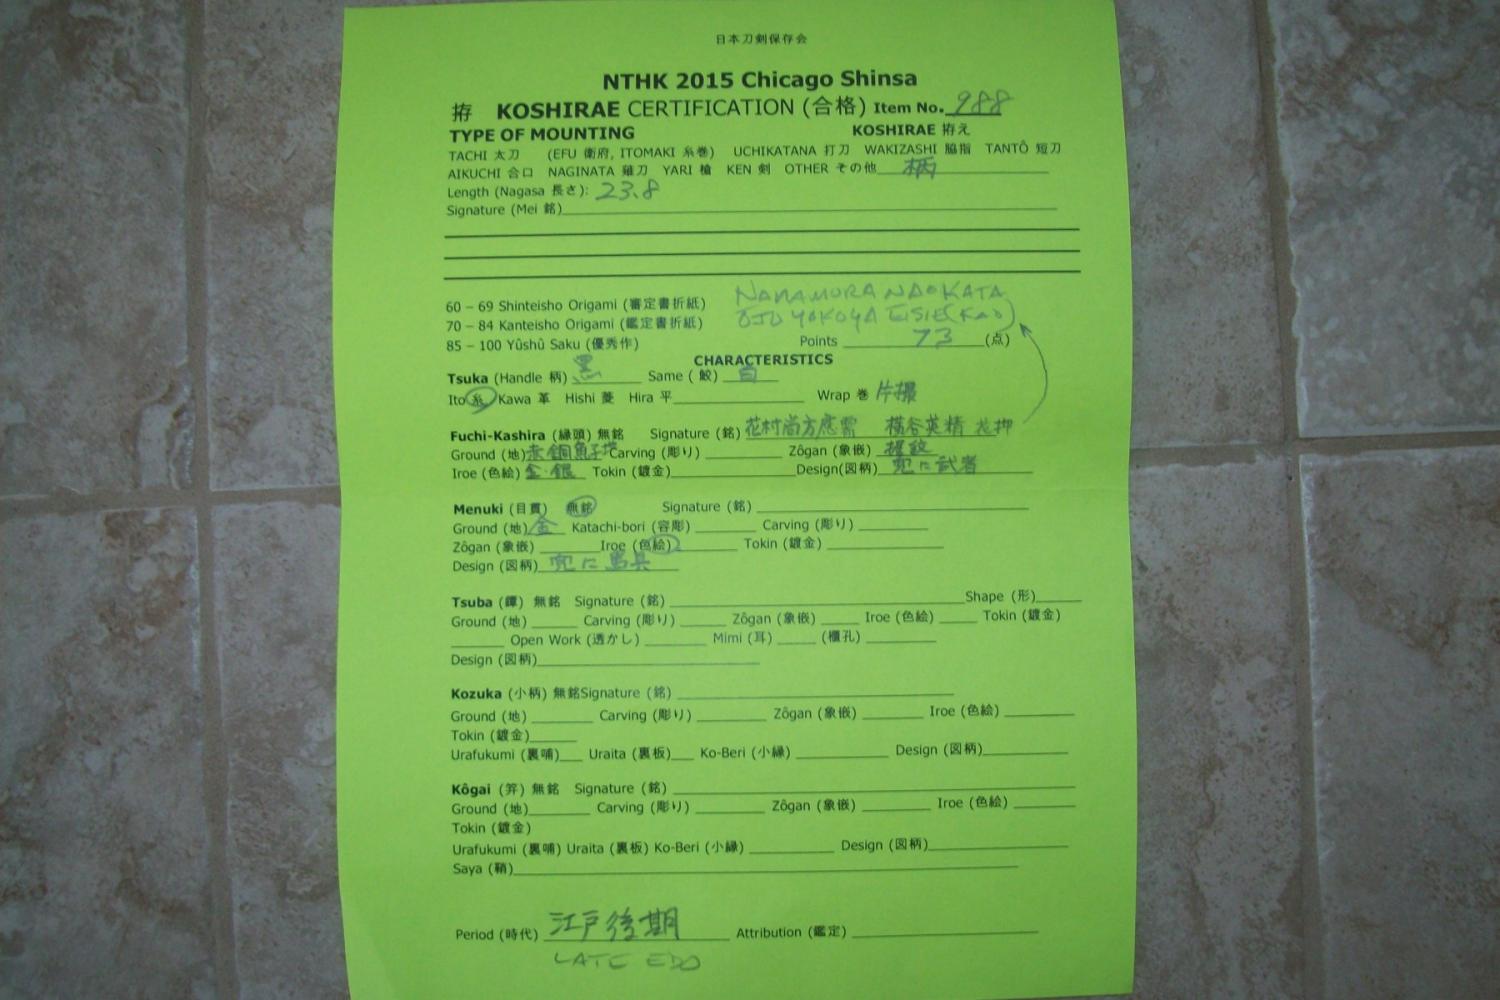 日本刀剣保存会
NTHK 2015 Chicago Shinsa
拵 KOSHIRAE CERTIFICATION (合格) Item No. 988
TYPE OF MOUNTING KOSHIRAE 拵え
TACHI 太刀 (EFU 衛府, ITOMAKI 糸巻) UCHIKATANA 打刀 WAKIZASHI 脇指 TANTÔ 短刀
AIKUCHI 合口 NAGINATA 薙刀 YARI 槍 KEN 剣 OTHER その他 柄
Length (Nagasa 長さ): 23.8
Signature (Mei 銘)
60 – 69 Shinteisho Origami (審定書折紙) NAMAMURA NAOKATA
70 – 84 Kanteisho Origami (鑑定書折紙) OJU YOKOYA EISIE (KAO)
85 – 100 Yûshû Saku (優秀作) Points 73 (点)
CHARACTERISTICS
Tsuka (Handle 柄) 黒 Same ( 鮫) 白
Ito 糸 Kawa 革 Hishi 菱 Hira 平 Wrap 巻 片撮
Fuchi-Kashira (縁頭) 無銘 Signature (銘) 花村尚方應需 横谷英精 花押
Ground (地) 赤銅魚子地 Carving (彫り) Zôgan (象嵌) 据紋
Iroe (色絵) 金・銀 Tokin (鍍金) Design(図柄) 兜に武者
Menuki (目貫) 無銘 Signature (銘)
Ground (地) 金 Katachi-bori (容彫) Carving (彫り)
Zôgan (象嵌) Iroe (色絵) Tokin (鍍金)
Design (図柄) 兜に
Tsuba (鐔) 無銘 Signature (銘) Shape (形)
Ground (地) Carving (彫り) Zôgan (象嵌) Iroe (色絵) Tokin (鍍金)
Open Work (透かし) Mimi (耳) (櫃孔)
Design (図柄)
Kozuka (小柄) 無銘Signature (銘)
Ground (地) Carving (彫り) Zôgan (象嵌) Iroe (色絵)
Tokin (鍍金)
Urafukumi (裏哺) Uraita (裏板) Ko-Beri (小縁) Design (図柄)
Kôgai (笄) 無銘 Signature (銘)
Ground (地) Carving (彫り) Zôgan (象嵌) Iroe (色絵)
Tokin (鍍金)
Urafukumi (裏哺) Uraita (裏板) Ko-Beri (小縁) Design (図柄)
Saya (鞘)
Period (時代) 江戸後期 Attribution (鑑定)
LATE EDO